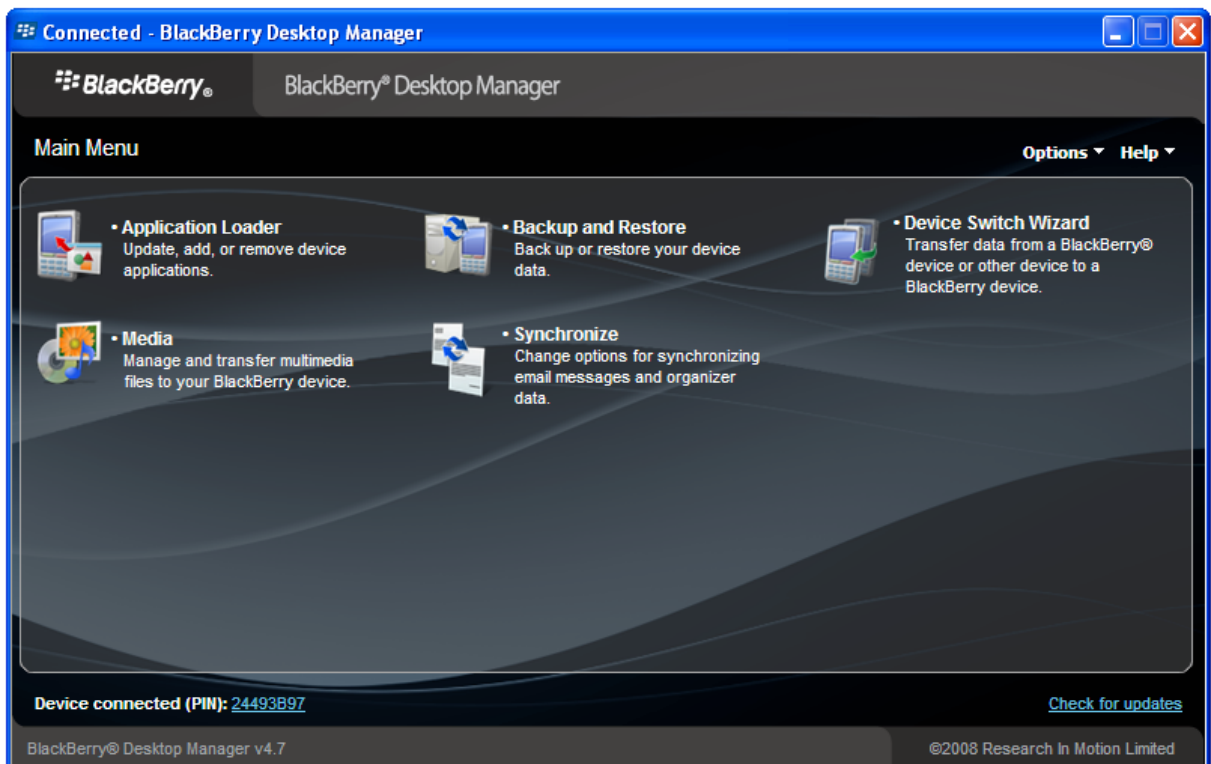 Connected - BlackBerry Desktop Manager
BlackBerry®
BlackBerry® Desktop Manager
Main Menu
Options
Help
• Application Loader
Update, add, or remove device
applications.
• Backup and Restore
Back up or restore your device
data.
• Device Switch Wizard
Transfer data from a BlackBerry®
device or other device to a
BlackBerry device.
• Media
Manage and transfer multimedia
files to your BlackBerry device.
• Synchronize
Change options for synchronizing
email messages and organizer
data.
Device connected (PIN): 24493B97
Check for updates
BlackBerry® Desktop Manager v4.7
©2008 Research In Motion Limited